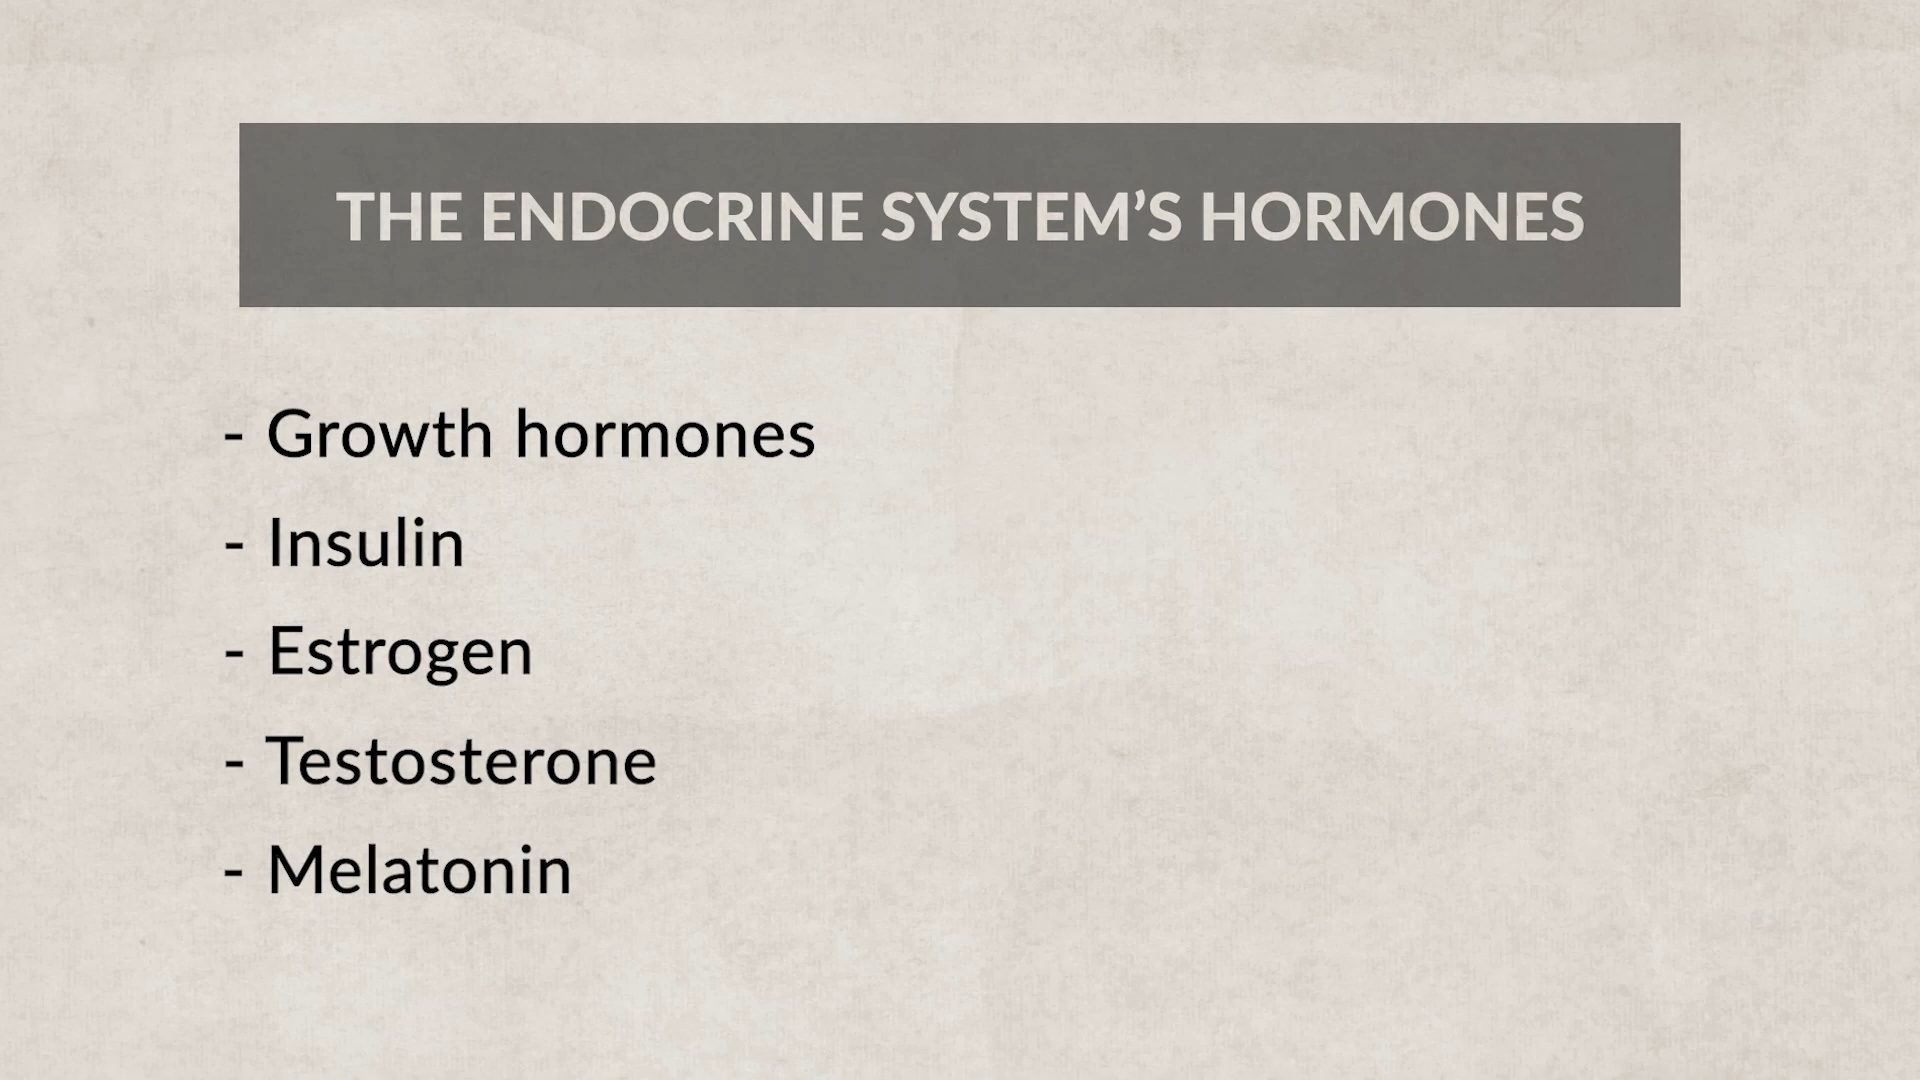 THE ENDOCRINE SYSTEM’S HORMONES
- Growth hormones
- Insulin
- Estrogen
- Testosterone
- Melatonin